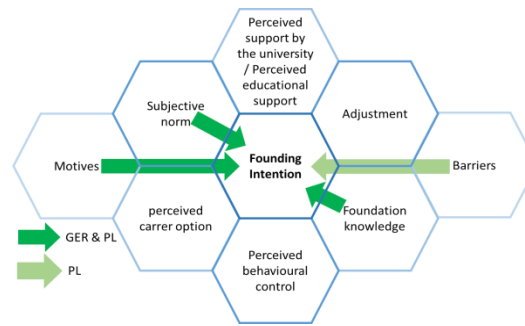 Perceived
support by
the university
/ Perceived
educational
support
Subjective
norm
Adjustment
Motives
Founding
Intention
Barriers
perceived
carrer option
Foundation
knowledge
GER & PL
PL
Perceived
behavioural
control